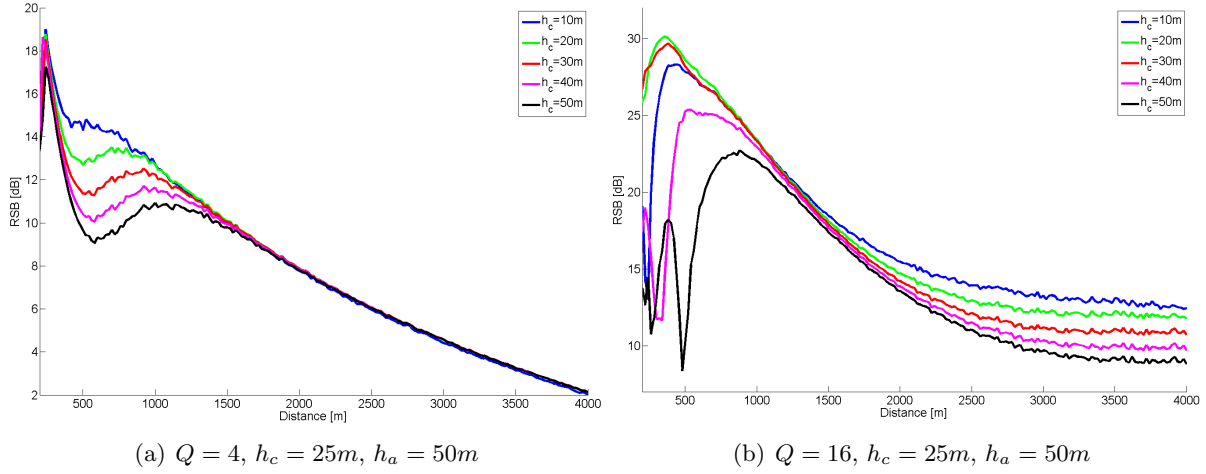 20
18
16
14
12
10
8
6
4
2
RSB [dB]
500 1000 1500 2000 2500 3000 3500 4000
Distance [m]
h_c=10m
h_c=20m
h_c=30m
h_c=40m
h_c=50m
(a) Q = 4, h_c = 25m, h_a = 50m
30
25
20
15
10
RSB [dB]
500 1000 1500 2000 2500 3000 3500 4000
Distance [m]
h_c=10m
h_c=20m
h_c=30m
h_c=40m
h_c=50m
(b) Q = 16, h_c = 25m, h_a = 50m